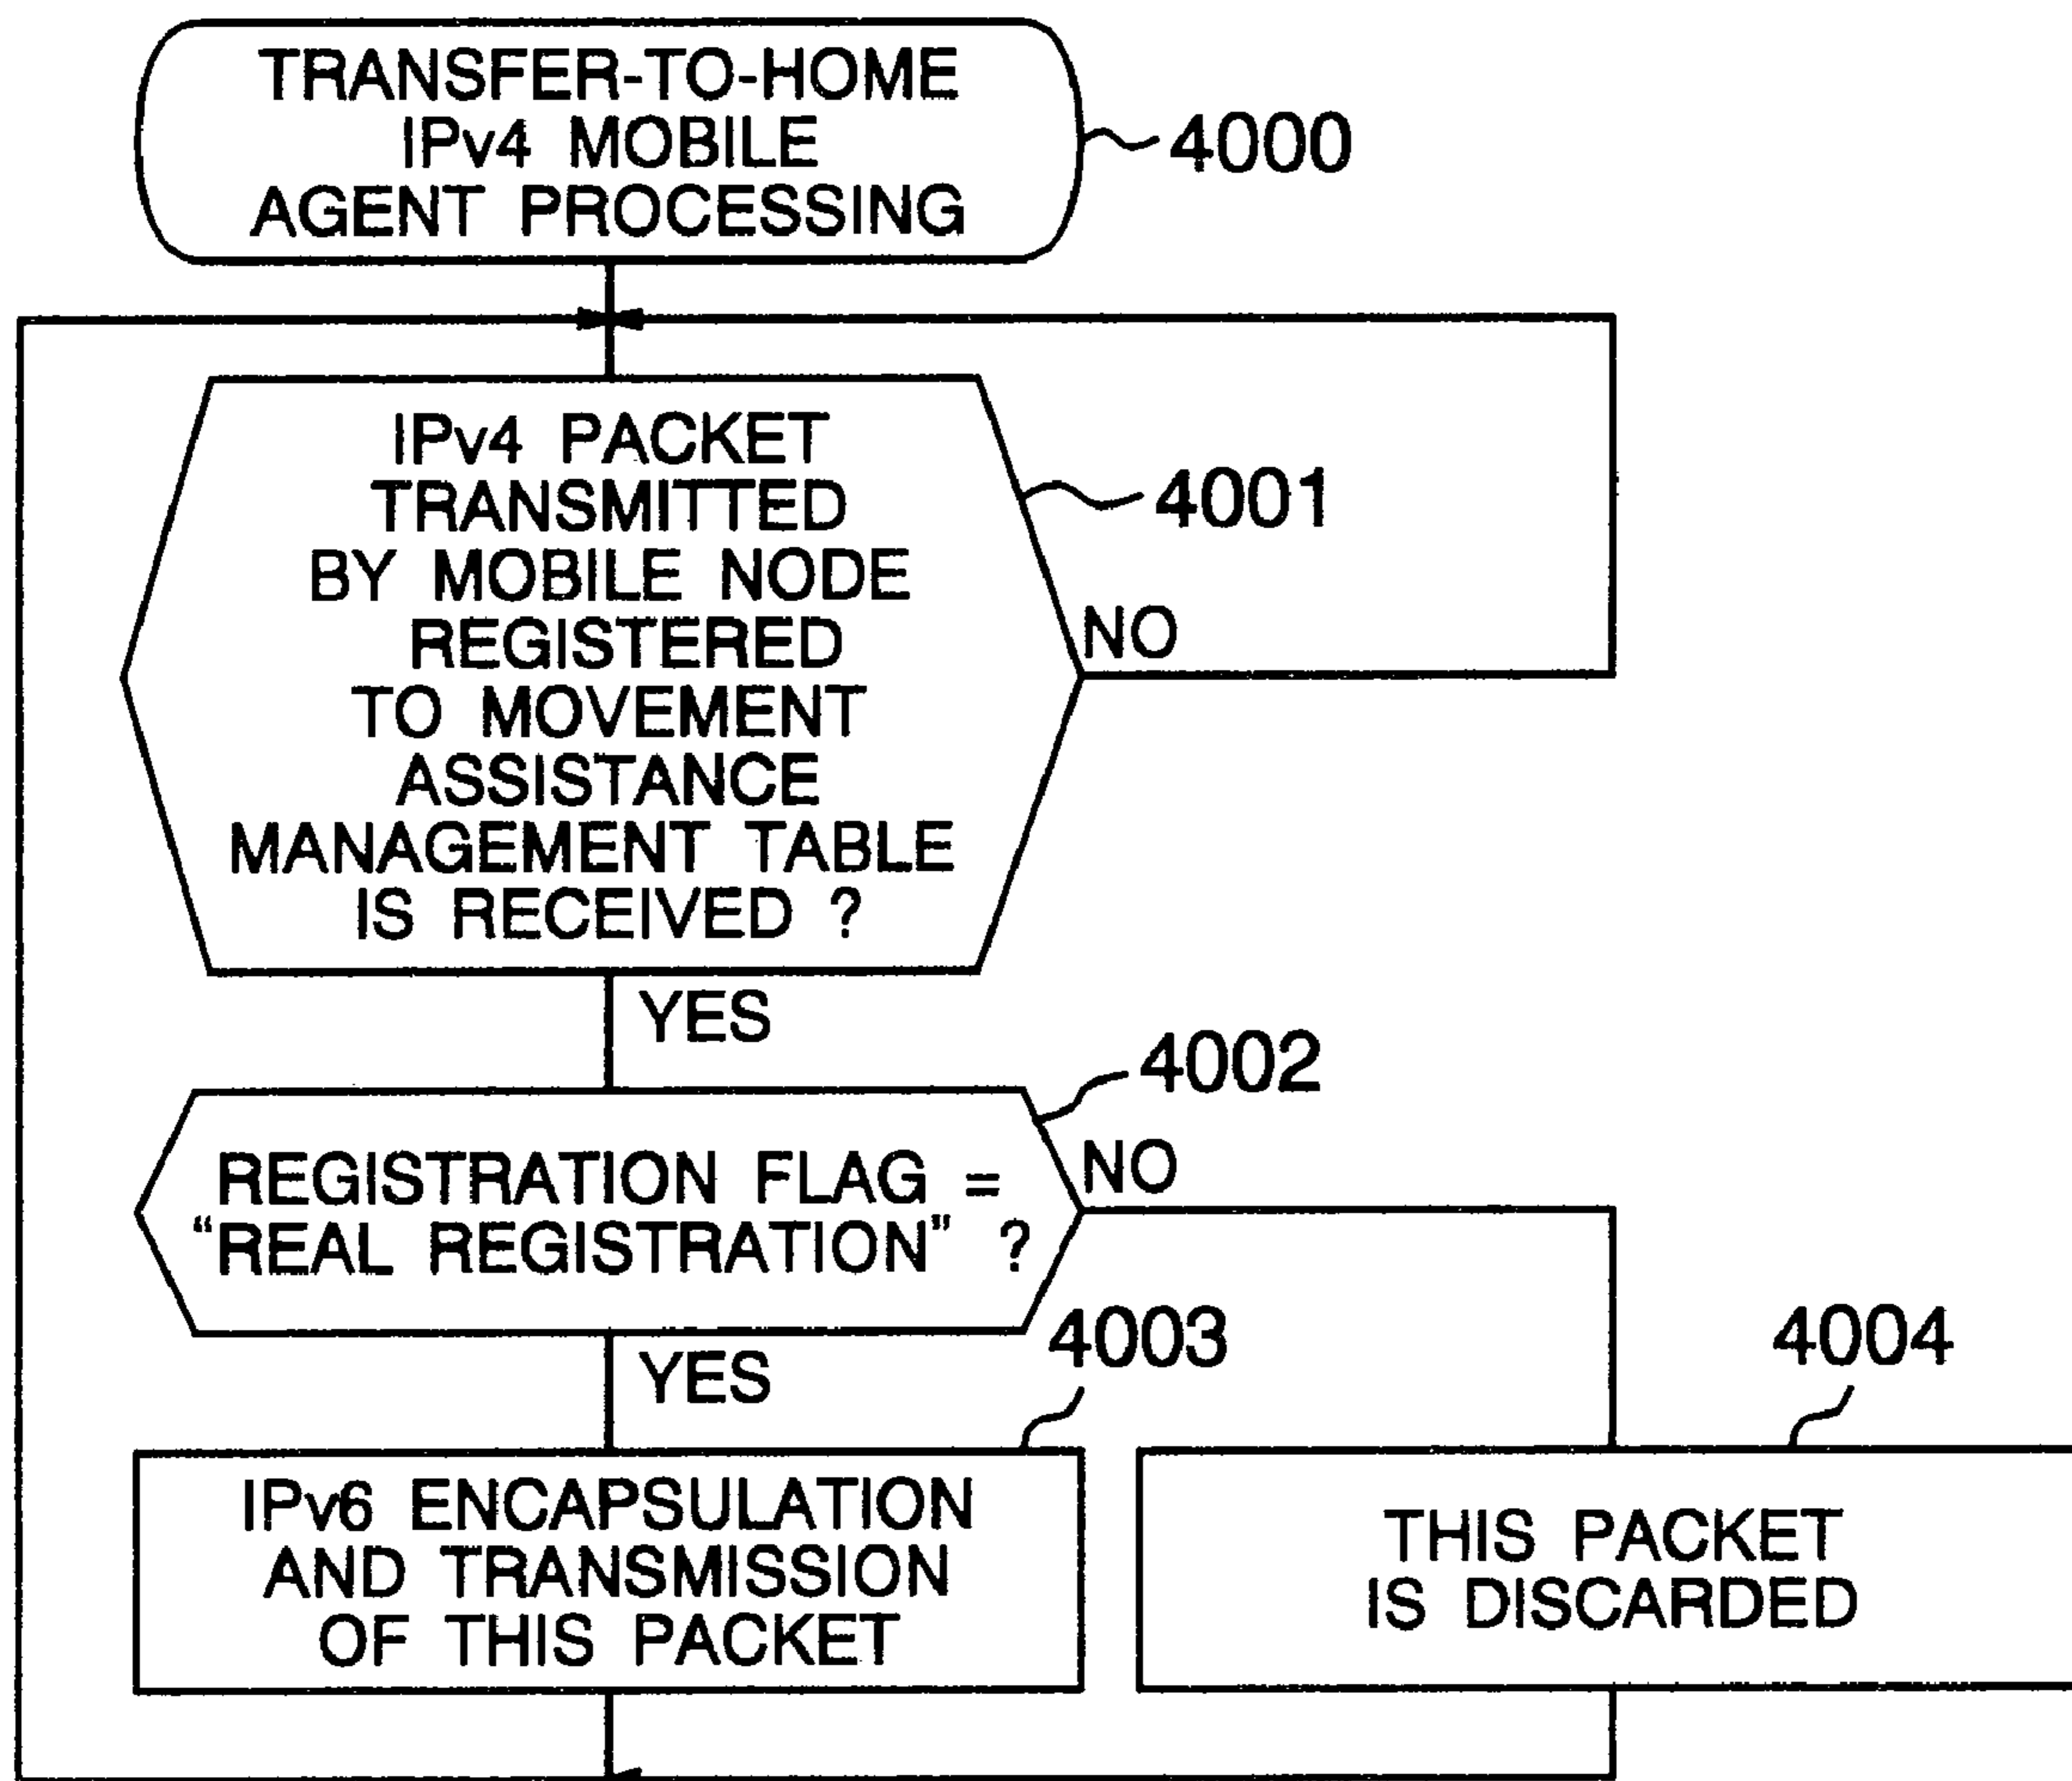 TRANSFER-TO-HOME
IPv4 MOBILE
AGENT PROCESSING
4000
IPv4 PACKET
TRANSMITTED
BY MOBILE NODE
REGISTERED
TO MOVEMENT
ASSISTANCE
MANAGEMENT TABLE
IS RECEIVED ?
4001
NO
YES
4002
REGISTRATION FLAG =
“REAL REGISTRATION” ?
NO
YES
4003
4004
IPv6 ENCAPSULATION
AND TRANSMISSION
OF THIS PACKET
THIS PACKET
IS DISCARDED